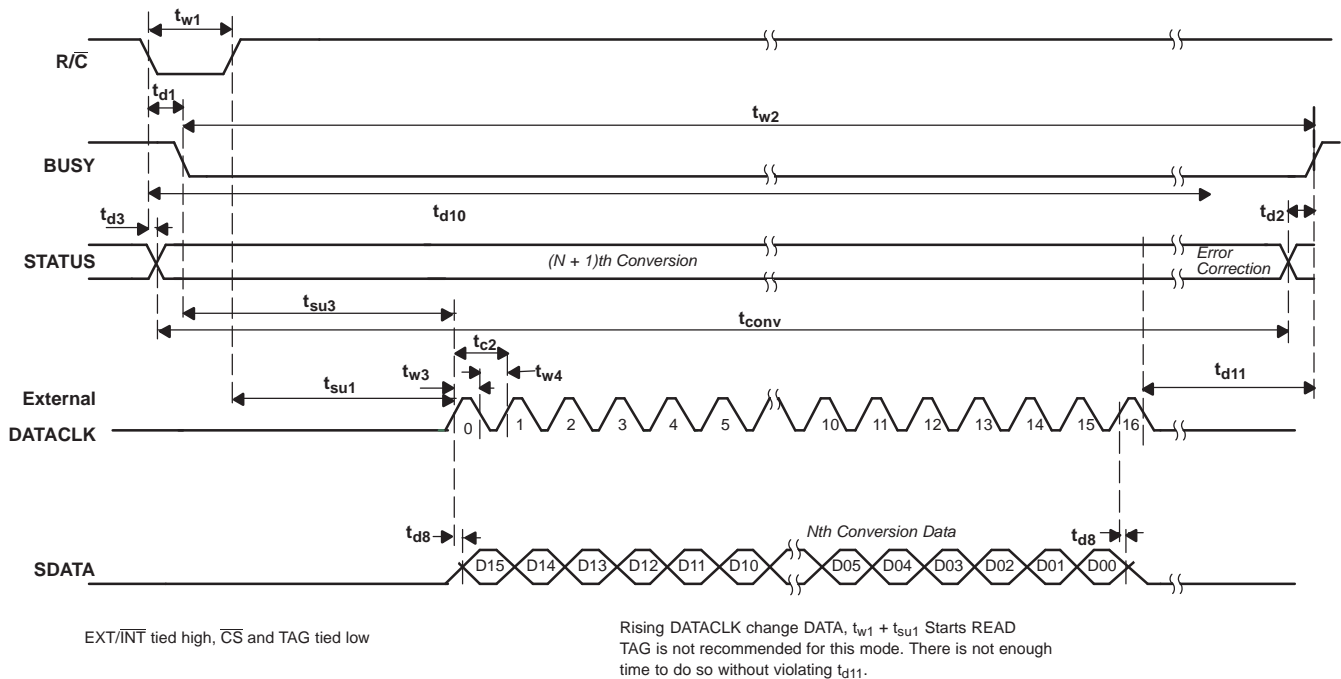 tw1
R/C̅
td1
tw2
BUSY
td3
td10
td2
STATUS
(N + 1)th Conversion
Error
Correction
tsu3
tconv
tc2
tw3
tw4
tsu1
td11
External
DATACLK
0 1 2 3 4 5 10 11 12 13 14 15 16
Nth Conversion Data
td8
td8
SDATA
D15 D14 D13 D12 D11 D10 D05 D04 D03 D02 D01 D00
EXT/I̅N̅T̅ tied high, C̅S̅ and TAG tied low
Rising DATACLK change DATA, tw1 + tsu1 Starts READ
TAG is not recommended for this mode. There is not enough
time to do so without violating td11.